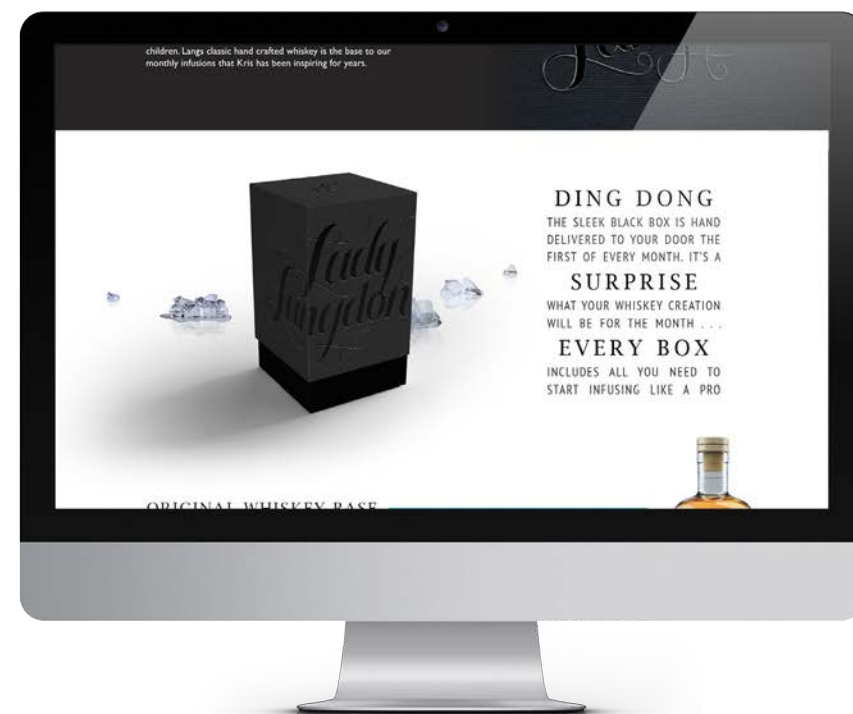 children. Langs classic hand crafted whiskey is the base to our
monthly infusions that Kris has been inspiring for years.
Lady
Langdon
DING DONG
THE SLEEK BLACK BOX IS HAND
DELIVERED TO YOUR DOOR THE
FIRST OF EVERY MONTH. IT'S A
SURPRISE
WHAT YOUR WHISKEY CREATION
WILL BE FOR THE MONTH . . .
EVERY BOX
INCLUDES ALL YOU NEED TO
START INFUSING LIKE A PRO
ORIGINAL WHISKEY BASE